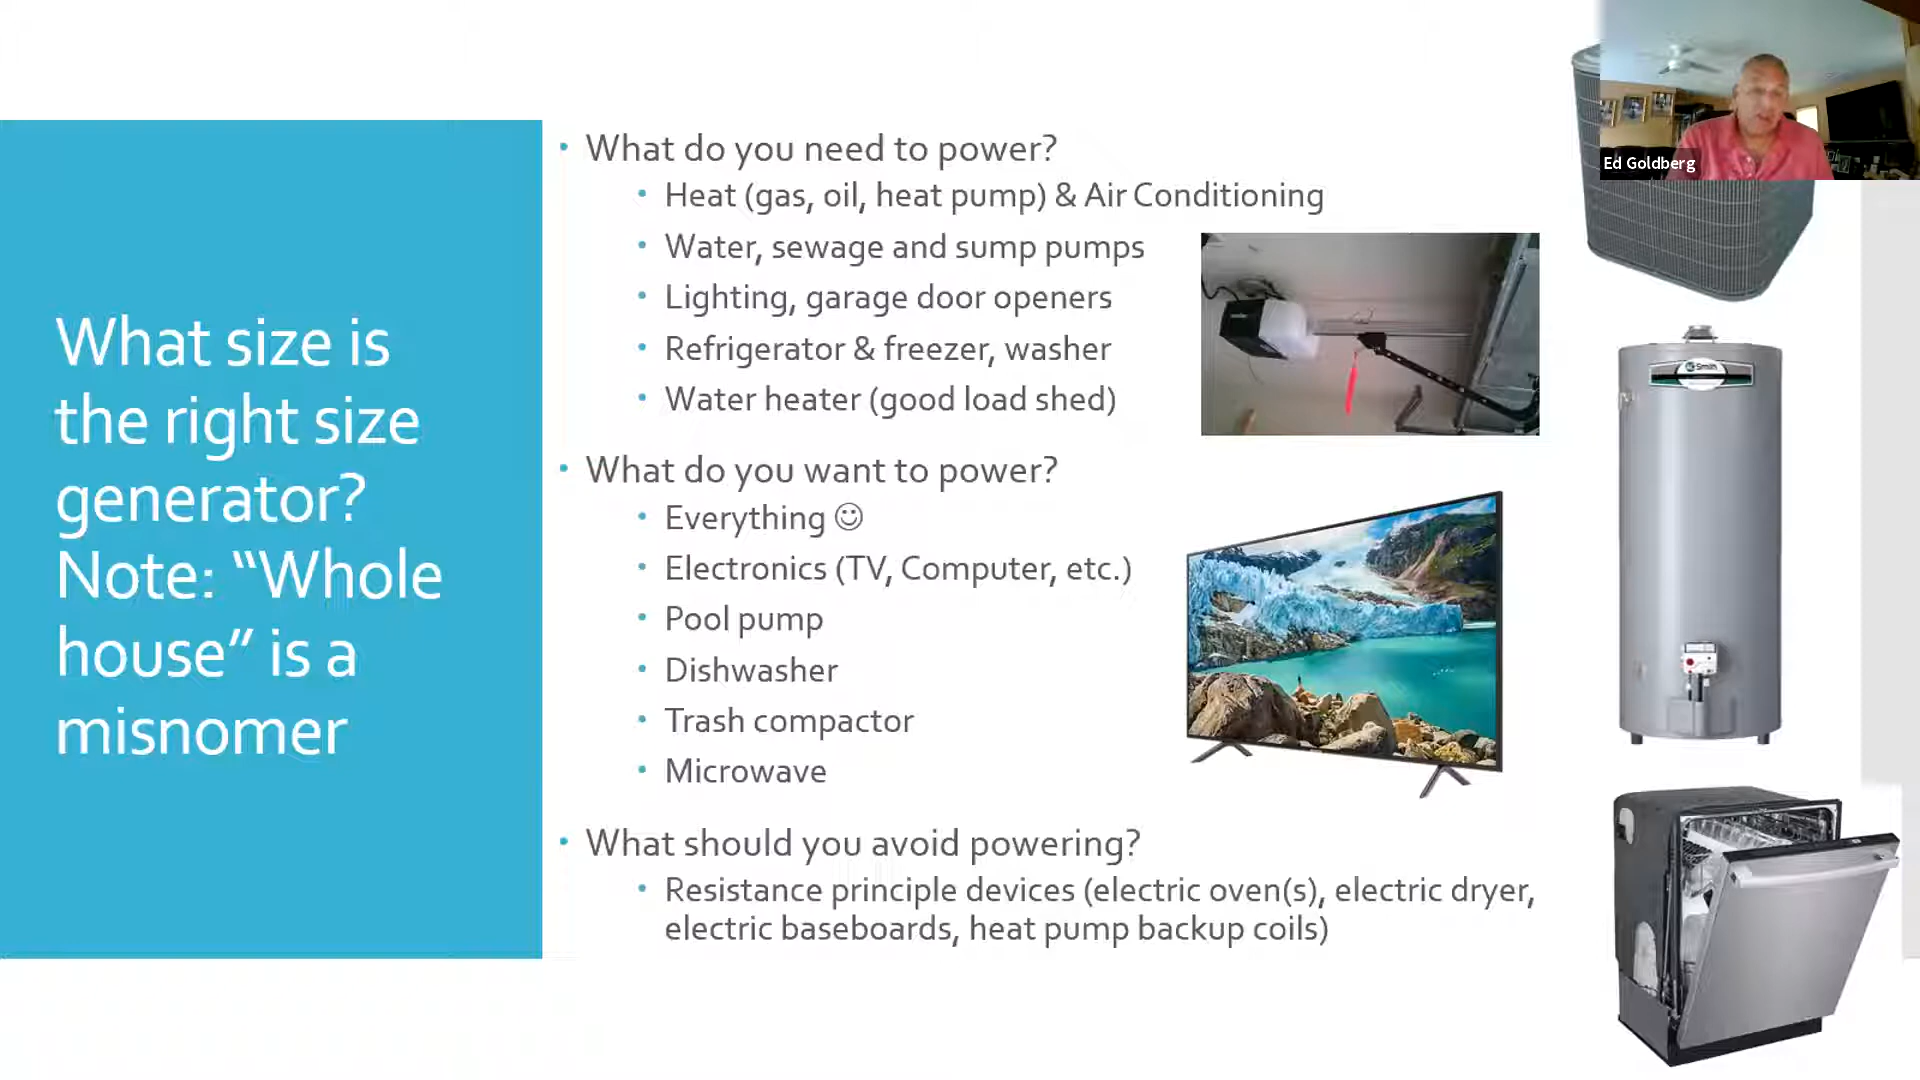 What size is
the right size
generator?
Note: “Whole
house” is a
misnomer
• What do you need to power?
• Heat (gas, oil, heat pump) & Air Conditioning
• Water, sewage and sump pumps
• Lighting, garage door openers
• Refrigerator & freezer, washer
• Water heater (good load shed)
• What do you want to power?
• Everything ☺
• Electronics (TV, Computer, etc.)
• Pool pump
• Dishwasher
• Trash compactor
• Microwave
• What should you avoid powering?
• Resistance principle devices (electric oven(s), electric dryer,
electric baseboards, heat pump backup coils)
Ed Goldberg
Smith